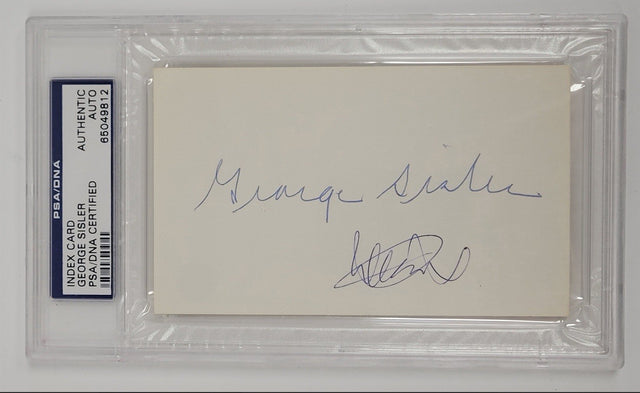 PSA/DNA
INDEX CARD
GEORGE SISLER
PSA/DNA CERTIFIED
AUTHENTIC
AUTO
65049812
George Sisler